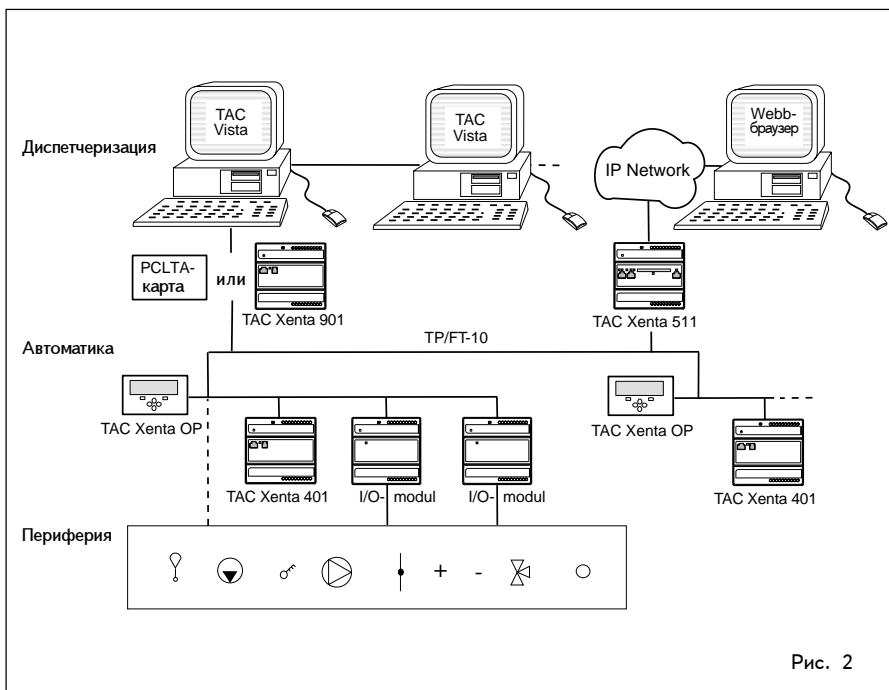 TAC
Vista
TAC
Vista
Webb-
браузер
Диспетчеризация
IP Network
PCLTA-
карта
или
TAC Xenta 901
TAC Xenta 511
TP/FT-10
Автоматика
TAC Xenta OP
TAC Xenta OP
TAC Xenta 401
I/O- modul
I/O- modul
TAC Xenta 401
Периферия
+ -
Рис. 2